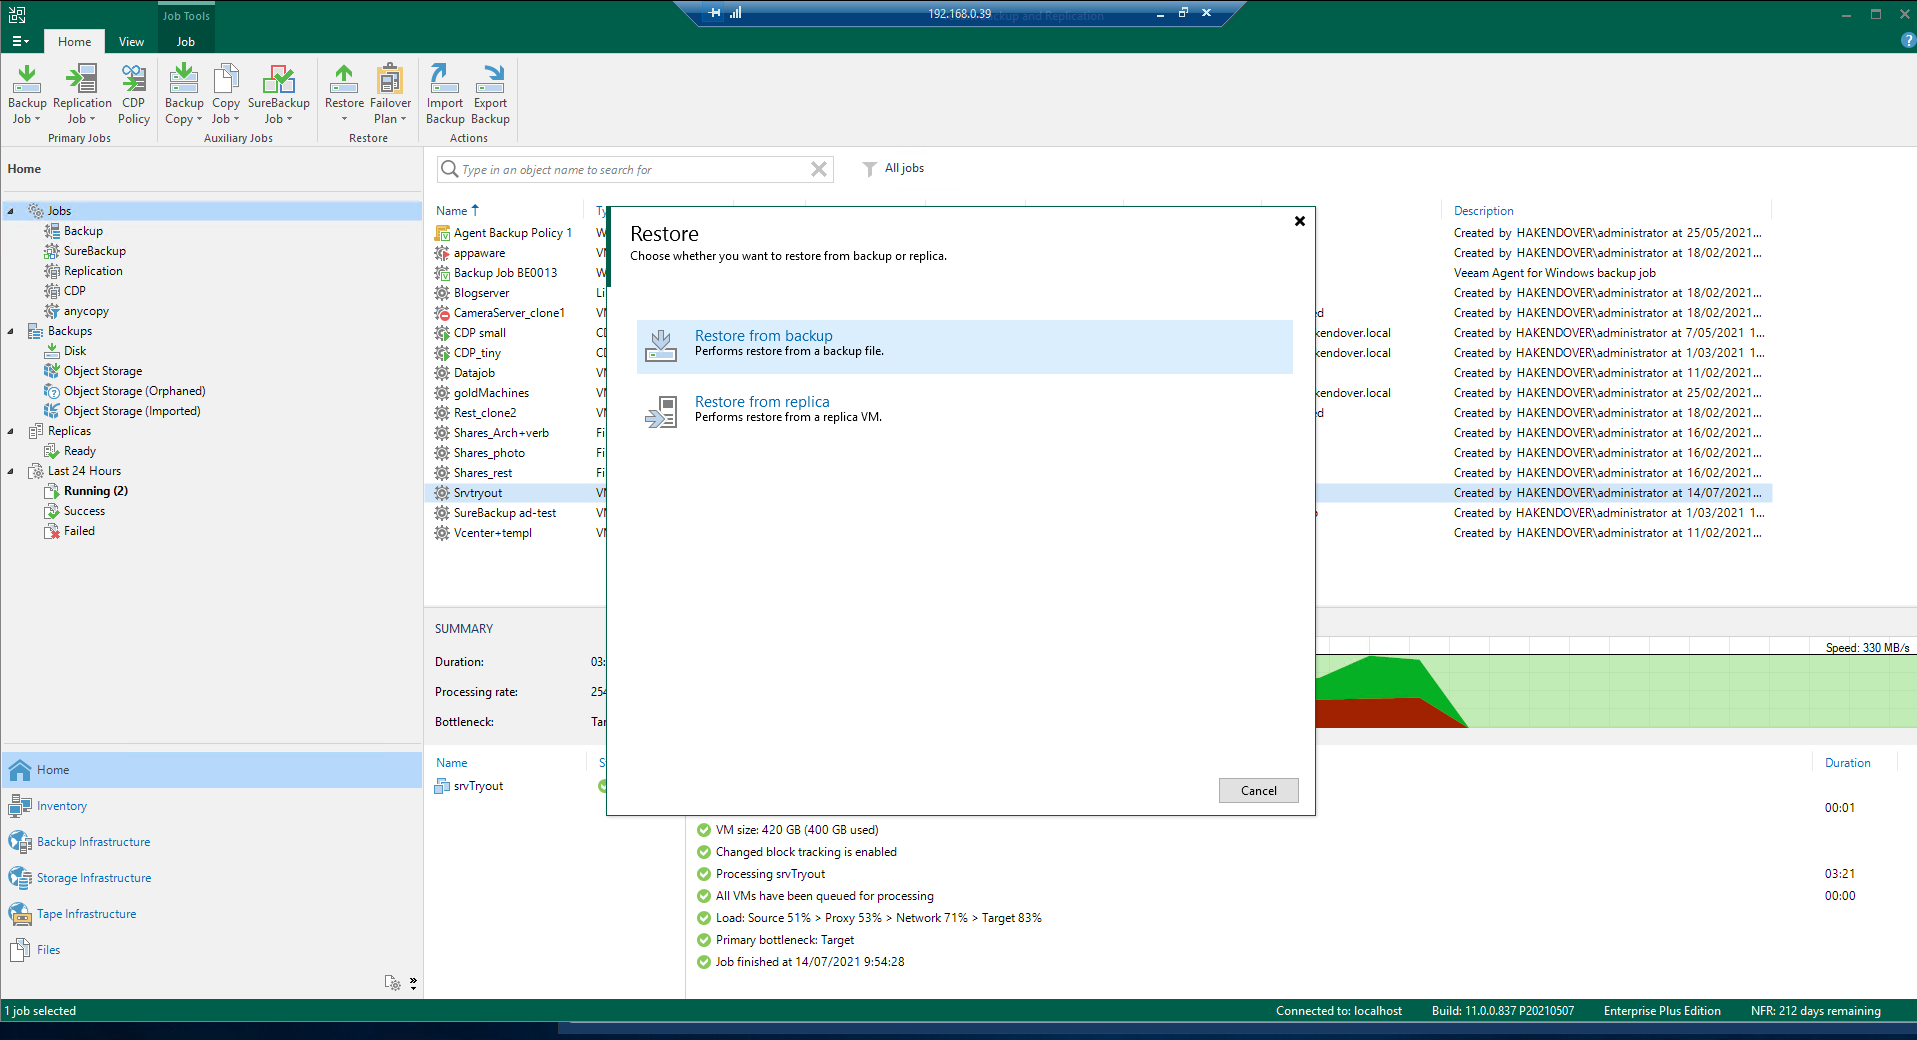 Job Tools
192.168.0.39
ckup and Replication
Home
View
Job
Backup Job
Replication Job
CDP Policy
Backup Copy
Copy Job
SureBackup Job
Restore
Failover Plan
Import Backup
Export Backup
Primary Jobs
Auxiliary Jobs
Restore
Actions
Home
Type in an object name to search for
All jobs
Jobs
Backup
SureBackup
Replication
CDP
anycopy
Backups
Disk
Object Storage
Object Storage (Orphaned)
Object Storage (Imported)
Replicas
Ready
Last 24 Hours
Running (2)
Success
Failed
Home
Inventory
Backup Infrastructure
Storage Infrastructure
Tape Infrastructure
Files
Name Ty Description
Agent Backup Policy 1 W Created by HAKENDOVER\administrator at 25/05/2021...
appaware VM Created by HAKENDOVER\administrator at 18/02/2021...
Backup Job BE0013 W Veeam Agent for Windows backup job
Blogserver Li Created by HAKENDOVER\administrator at 18/02/2021...
CameraServer_clone1 VM ed Created by HAKENDOVER\administrator at 18/02/2021...
CDP small CD kendover.local Created by HAKENDOVER\administrator at 7/05/2021 1...
CDP_tiny CD kendover.local Created by HAKENDOVER\administrator at 1/03/2021 1...
Datajob VM Created by HAKENDOVER\administrator at 11/02/2021...
goldMachines VM kendover.local Created by HAKENDOVER\administrator at 25/02/2021...
Rest_clone2 VM ed Created by HAKENDOVER\administrator at 18/02/2021...
Shares_Arch+verb Fi Created by HAKENDOVER\administrator at 16/02/2021...
Shares_photo Fi Created by HAKENDOVER\administrator at 16/02/2021...
Shares_rest Fi Created by HAKENDOVER\administrator at 16/02/2021...
Srvtryout VM Created by HAKENDOVER\administrator at 14/07/2021...
SureBackup ad-test VM Created by HAKENDOVER\administrator at 1/03/2021 1...
Vcenter+templ VM Created by HAKENDOVER\administrator at 11/02/2021...
Restore
Choose whether you want to restore from backup or replica.
Restore from backup
Performs restore from a backup file.
Restore from replica
Performs restore from a replica VM.
Cancel
SUMMARY
Duration: 03:
Processing rate: 254
Bottleneck: Tar
Speed: 330 MB/s
Name S Duration
srvTryout
00:01
VM size: 420 GB (400 GB used)
Changed block tracking is enabled
Processing srvTryout 03:21
All VMs have been queued for processing 00:00
Load: Source 51% > Proxy 53% > Network 71% > Target 83%
Primary bottleneck: Target
Job finished at 14/07/2021 9:54:28
1 job selected
Connected to: localhost
Build: 11.0.0.837 P20210507
Enterprise Plus Edition
NFR: 212 days remaining